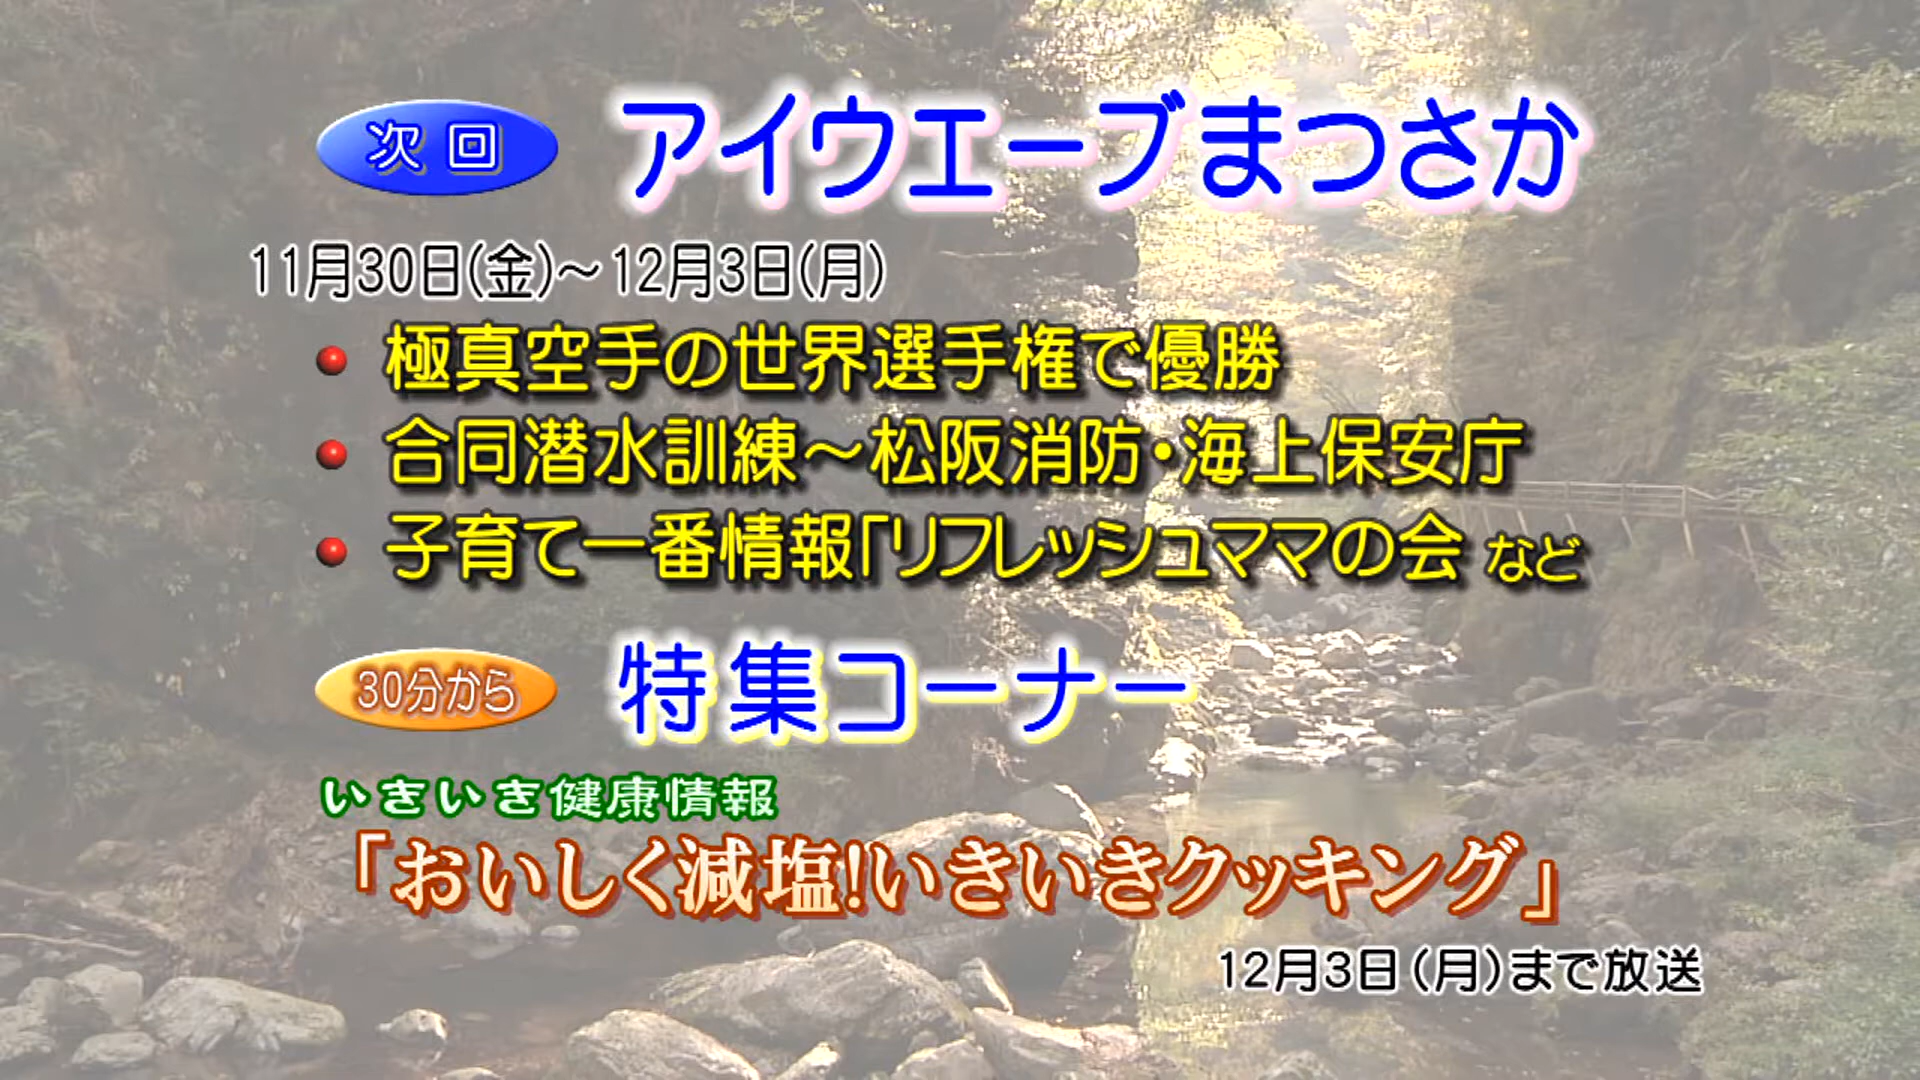 次回 アイウエーブまつさか
11月30日(金)～12月3日(月)
● 極真空手の世界選手権で優勝
● 合同潜水訓練～松阪消防・海上保安庁
● 子育て一番情報「リフレッシュママの会 など
30分から 特集コーナー
いきいき健康情報
「おいしく減塩!いきいきクッキング」
12月3日(月)まで放送